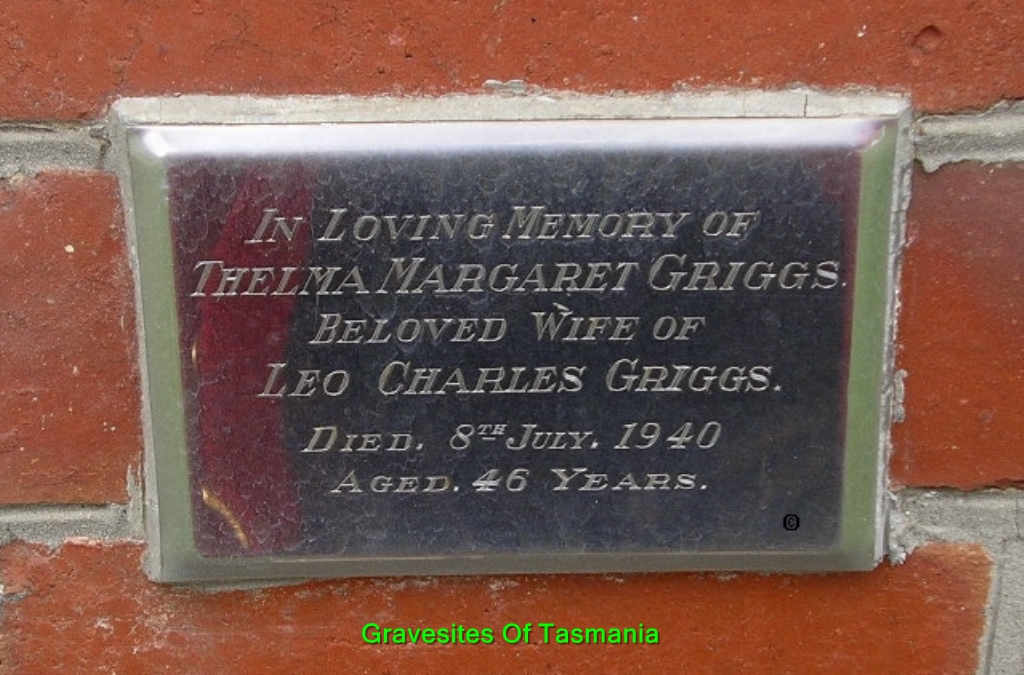 IN LOVING MEMORY OF
THELMA MARGARET GRIGGS.
BELOVED WIFE OF
LEO CHARLES GRIGGS.
DIED. 8TH JULY. 1940
AGED. 46 YEARS.
©
Gravesites Of Tasmania